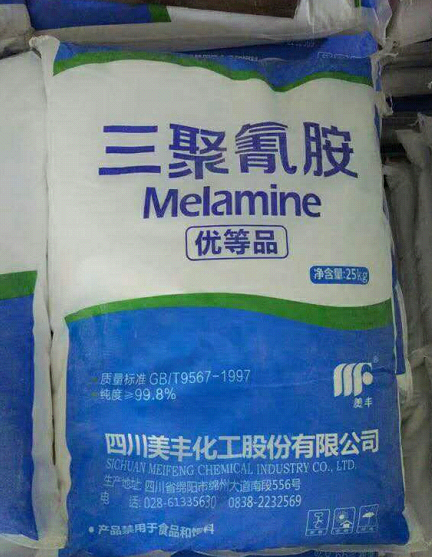 三聚氰胺
Melamine
优等品
净含量:25kg
质量标准 GB/T9567-1997
纯度≥99.8%
美丰
四川美丰化工股份有限公司
SICHUAN MEIFENG CHEMICAL INDUSTRY CO., LTD.
生产地址: 四川省绵阳市绵州大道南段556号
电 话:028-61335630 0838-2232569
产品禁用于食品和饲料